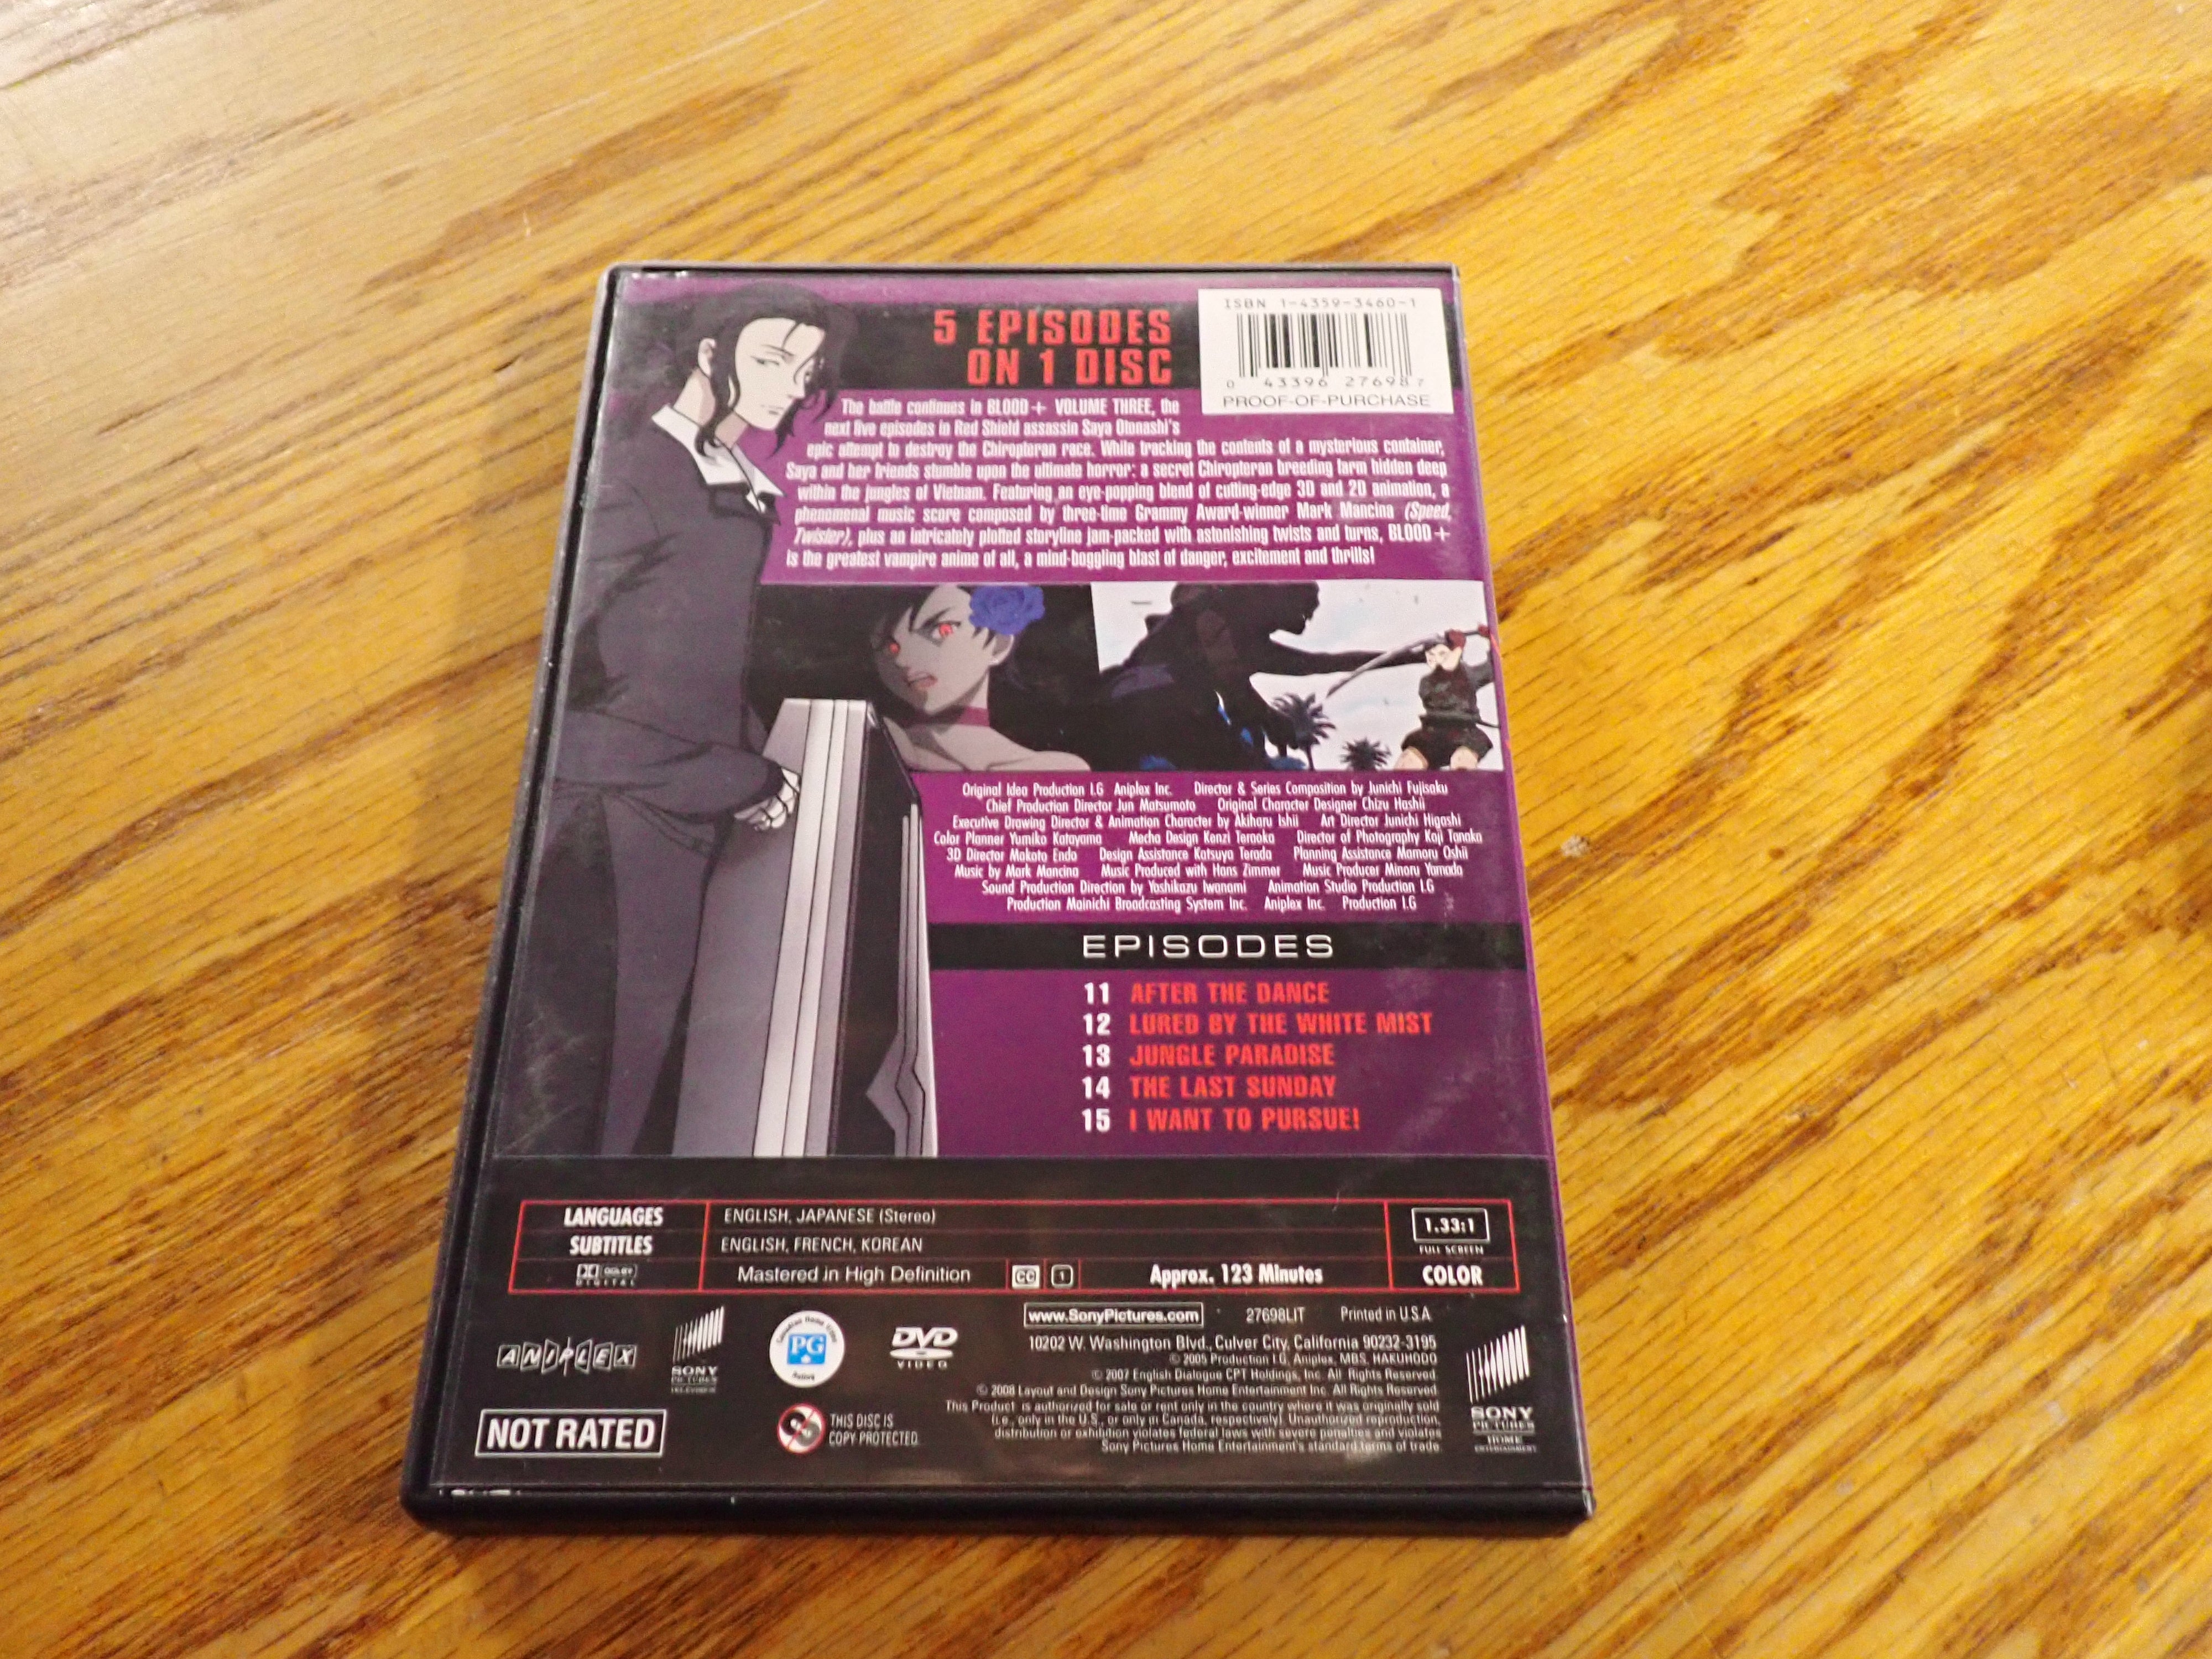 5 EPISODES
ON 1 DISC
ISBN 1-4359-3460-1
0 43396 27698 7
PROOF-OF-PURCHASE
The battle continues in BLOOD+ VOLUME THREE, the
next five episodes in Red Shield assassin Saya Otonashi's
epic attempt to destroy the Chiropteran race. While tracking the contents of a mysterious container,
Saya and her friends stumble upon the ultimate horror: a secret Chiropteran breeding farm hidden deep
within the jungles of Vietnam. Featuring an eye-popping blend of cutting-edge 3D and 2D animation, a
phenomenal music score composed by three-time Grammy Award-winner Mark Mancina (Speed,
Twister), plus an intricately plotted storyline jam-packed with astonishing twists and turns, BLOOD+
is the greatest vampire anime of all, a mind-boggling blast of danger, excitement and thrills!
Original Idea Production I.G Aniplex Inc. Director & Series Composition by Junichi Fujisaku
Chief Production Director Jun Matsumoto Original Character Designer Chizu Hashii
Executive Drawing Director & Animation Character by Akiharu Ishii Art Director Junichi Higashi
Color Planner Yumiko Katayama Mecha Design Kenzi Teraoka Director of Photography Koji Tanaka
3D Director Makoto Endo Design Assistance Katsuya Terada Planning Assistance Mamoru Oshii
Music by Mark Mancina Music Produced with Hans Zimmer Music Producer Minoru Yamada
Sound Production Direction by Yoshikazu Iwanami Animation Studio Production I.G
Production Mainichi Broadcasting System Inc. Aniplex Inc. Production I.G
EPISODES
11 AFTER THE DANCE
12 LURED BY THE WHITE MIST
13 JUNGLE PARADISE
14 THE LAST SUNDAY
15 I WANT TO PURSUE!
LANGUAGES ENGLISH, JAPANESE (Stereo)
SUBTITLES ENGLISH, FRENCH, KOREAN
1.33:1
FULL SCREEN
DOLBY DIGITAL Mastered in High Definition CC 1 Approx. 123 Minutes COLOR
ANIPLEX
SONY PICTURES TELEVISION
Canadian Home Video PG Rating
DVD VIDEO
www.SonyPictures.com 27698LIT Printed in U.S.A.
10202 W. Washington Blvd., Culver City, California 90232-3195
© 2005 Production I.G, Aniplex, MBS, HAKUHODO
© 2007 English Dialogue CPT Holdings, Inc. All Rights Reserved.
© 2008 Layout and Design Sony Pictures Home Entertainment Inc. All Rights Reserved.
This Product is authorized for sale or rent only in the country where it was originally sold
(i.e., only in the U.S., or only in Canada, respectively). Unauthorized reproduction,
distribution or exhibition violates federal laws with severe penalties and violates
Sony Pictures Home Entertainment's standard terms of trade.
NOT RATED
THIS DISC IS
COPY PROTECTED.
SONY
PICTURES
HOME
ENTERTAINMENT